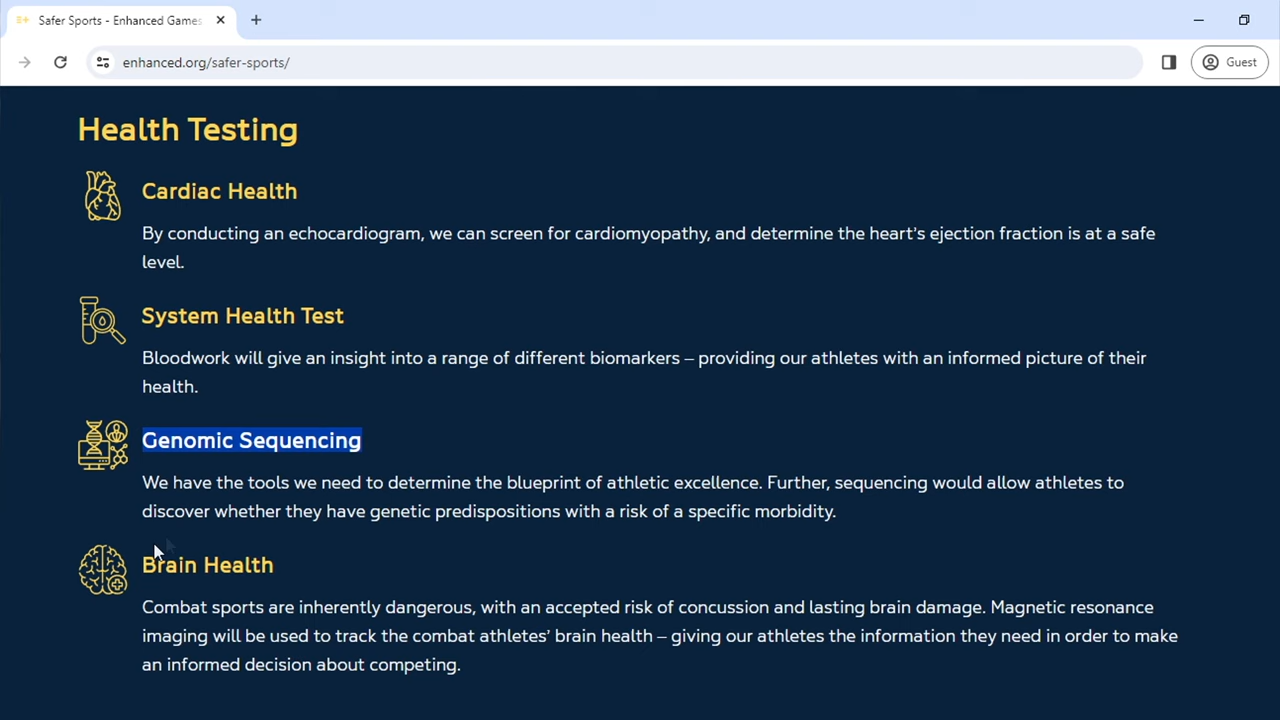 Safer Sports - Enhanced Games
enhanced.org/safer-sports/
Guest
Health Testing
Cardiac Health
By conducting an echocardiogram, we can screen for cardiomyopathy, and determine the heart's ejection fraction is at a safe
level.
System Health Test
Bloodwork will give an insight into a range of different biomarkers – providing our athletes with an informed picture of their
health.
Genomic Sequencing
We have the tools we need to determine the blueprint of athletic excellence. Further, sequencing would allow athletes to
discover whether they have genetic predispositions with a risk of a specific morbidity.
Brain Health
Combat sports are inherently dangerous, with an accepted risk of concussion and lasting brain damage. Magnetic resonance
imaging will be used to track the combat athletes' brain health – giving our athletes the information they need in order to make
an informed decision about competing.